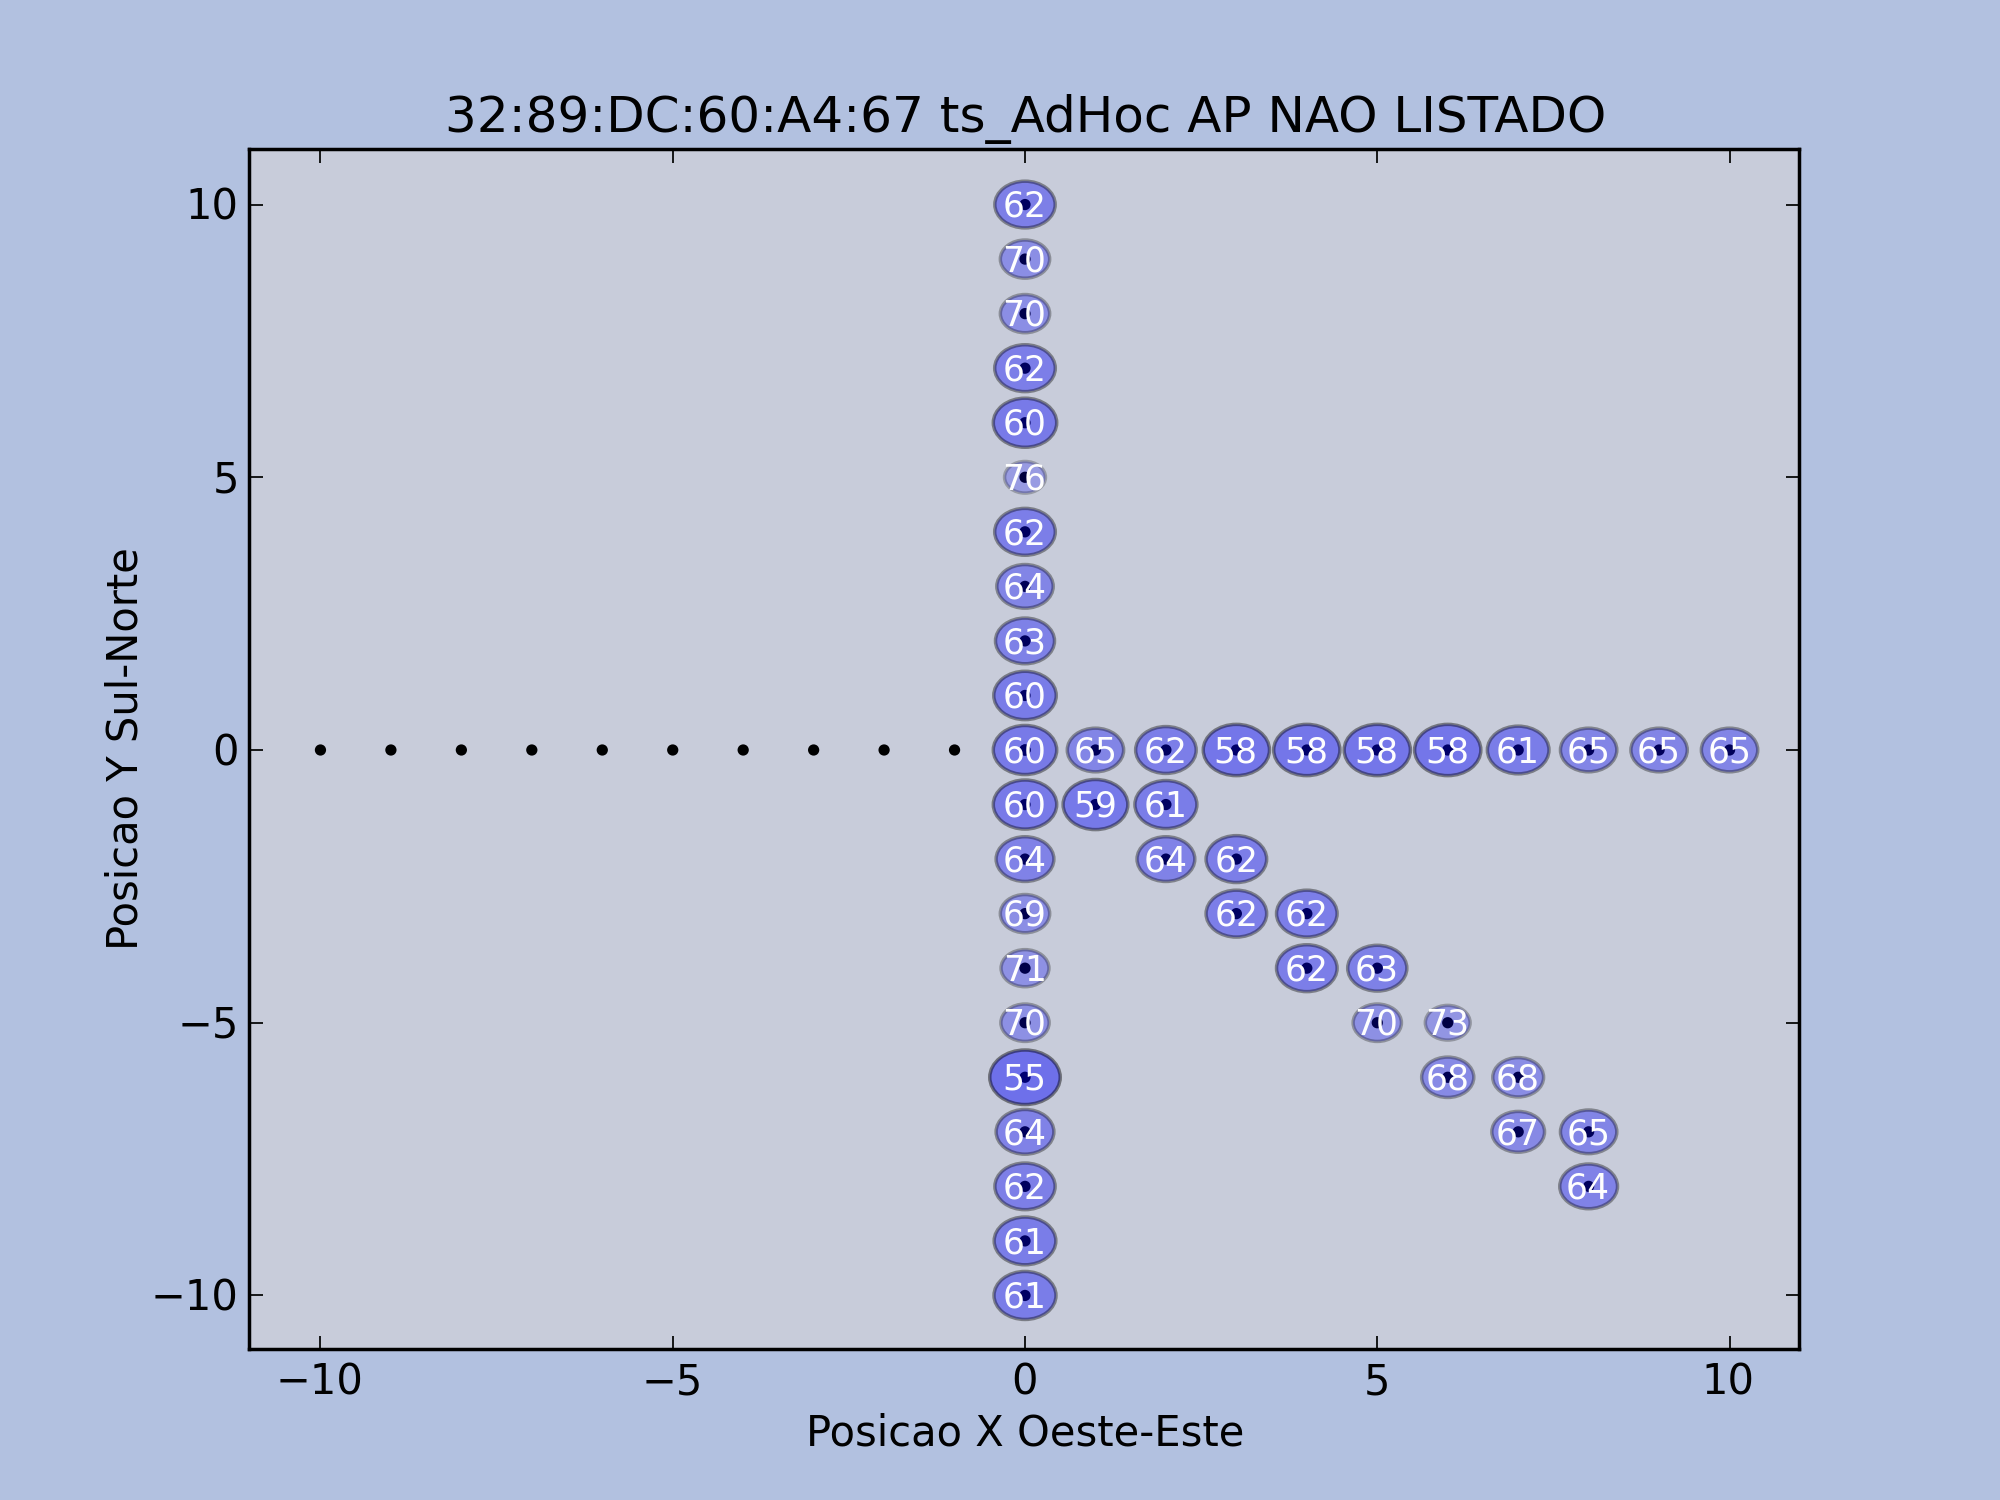 32:89:DC:60:A4:67 ts_AdHoc AP NAO LISTADO
10
62
70
70
62
60
5
76
62
64
63
60
0
60 65 62 58 58 58 58 61 65 65 65
60 59 61
64 64 62
69 62 62
71 62 63
−5
70 70 73
55 68 68
64 67 65
62 64
61
−10
61
−10 −5 0 5 10
Posicao X Oeste-Este
Posicao Y Sul-Norte